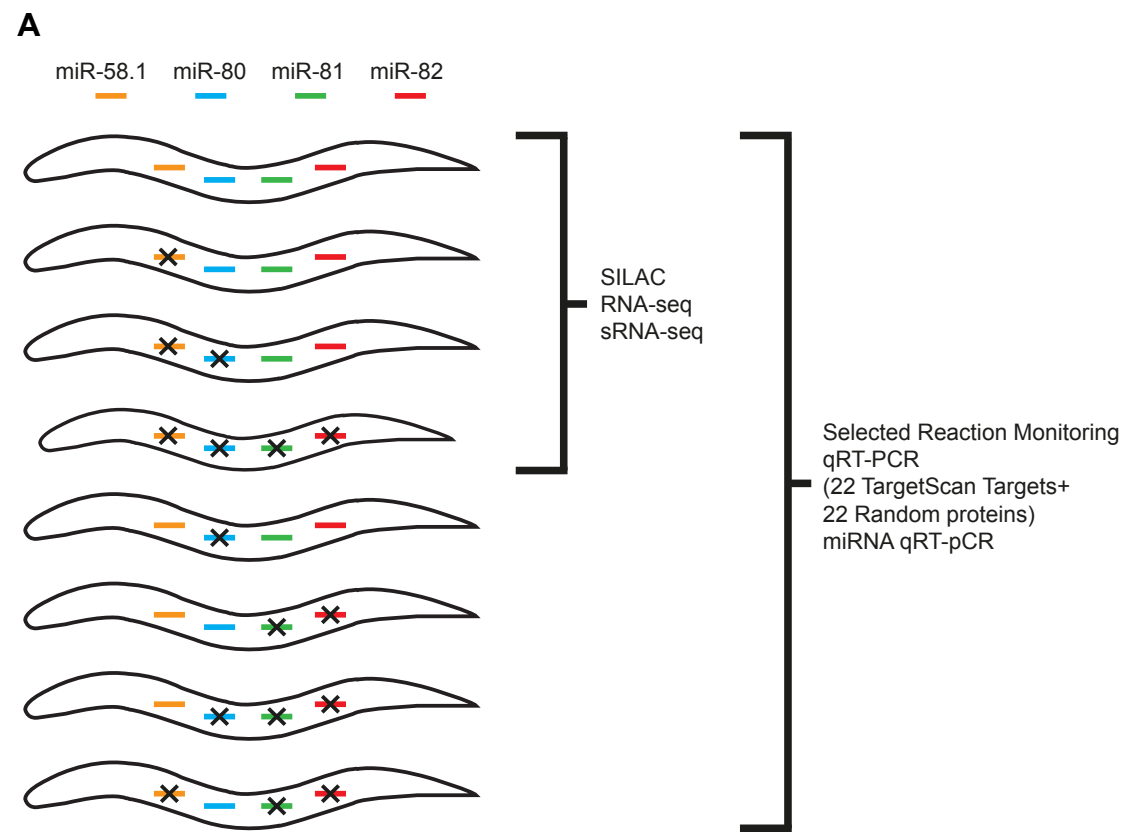 A
miR-58.1 miR-80 miR-81 miR-82
SILAC
RNA-seq
sRNA-seq
Selected Reaction Monitoring
qRT-PCR
(22 TargetScan Targets+
22 Random proteins)
miRNA qRT-pCR